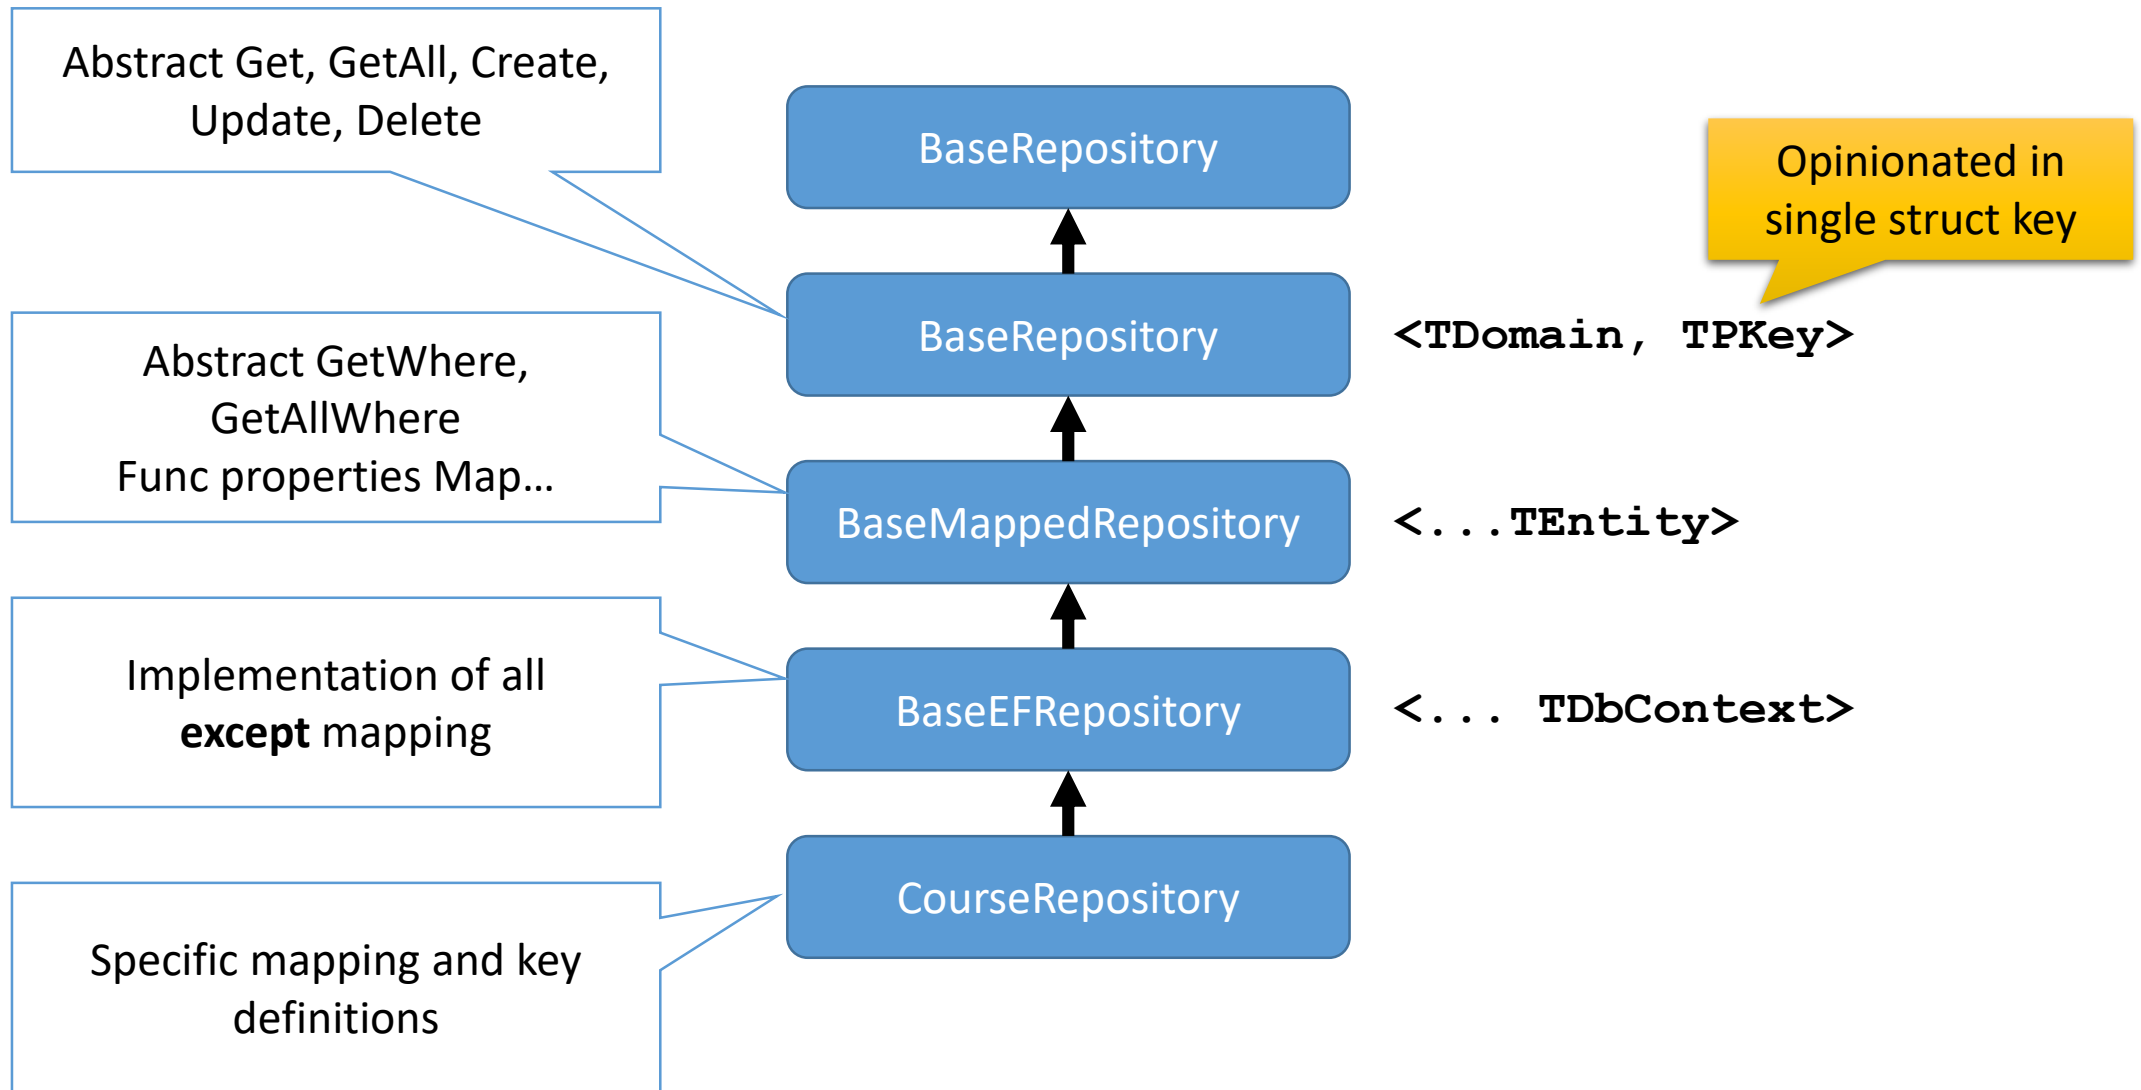 Abstract Get, GetAll, Create,
Update, Delete
BaseRepository
Opinionated in
single struct key
BaseRepository
<TDomain, TPKey>
Abstract GetWhere,
GetAllWhere
Func properties Map…
BaseMappedRepository
<...TEntity>
Implementation of all
except mapping
BaseEFRepository
<... TDbContext>
CourseRepository
Specific mapping and key
definitions